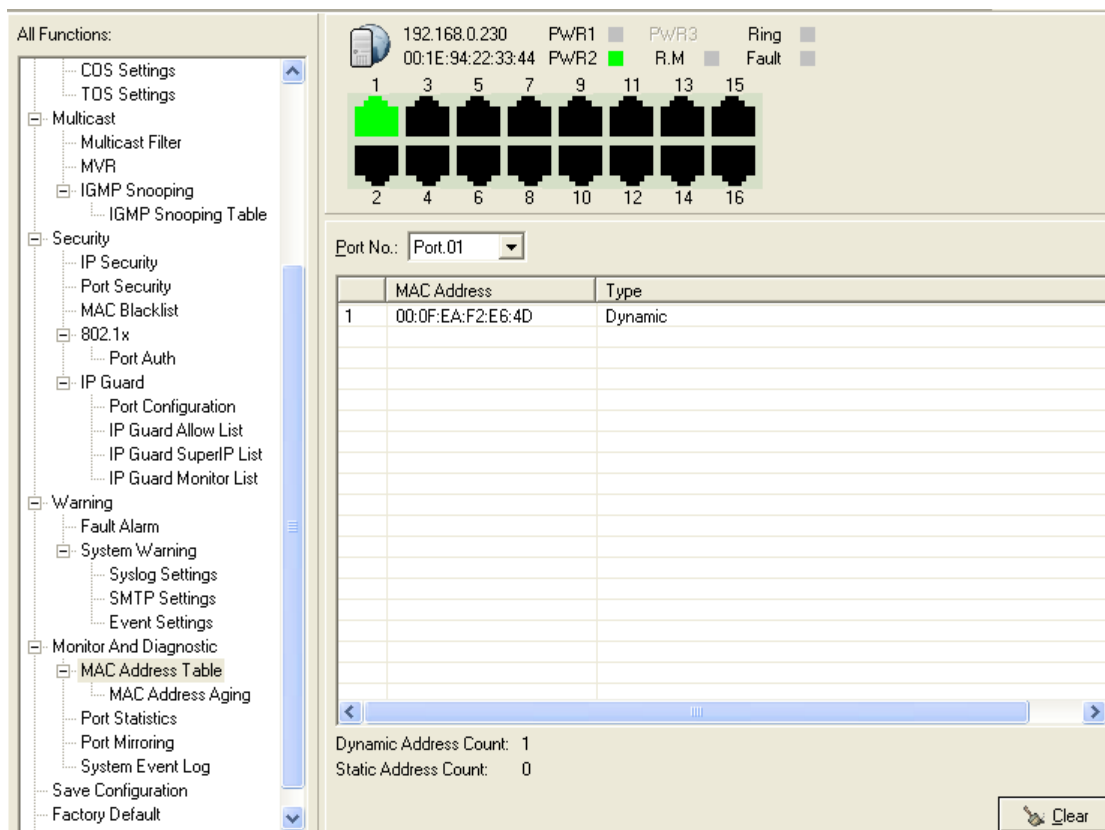 All Functions:
COS Settings
TOS Settings
Multicast
Multicast Filter
MVR
IGMP Snooping
IGMP Snooping Table
Security
IP Security
Port Security
MAC Blacklist
802.1x
Port Auth
IP Guard
Port Configuration
IP Guard Allow List
IP Guard SuperIP List
IP Guard Monitor List
Warning
Fault Alarm
System Warning
Syslog Settings
SMTP Settings
Event Settings
Monitor And Diagnostic
MAC Address Table
MAC Address Aging
Port Statistics
Port Mirroring
System Event Log
Save Configuration
Factory Default
192.168.0.230 PWR1 PWR3 Ring
00:1E:94:22:33:44 PWR2 R.M Fault
1 3 5 7 9 11 13 15
2 4 6 8 10 12 14 16
Port No.: Port.01
MAC Address Type
1 00:0F:EA:F2:E6:4D Dynamic
Dynamic Address Count: 1
Static Address Count: 0
Clear